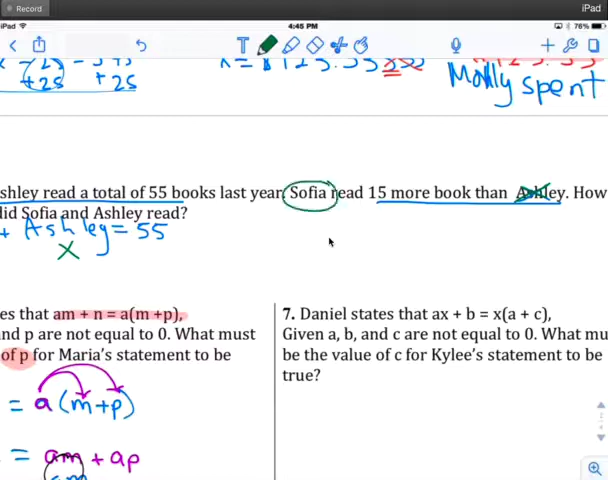 Record
iPad
iPad
4:45 PM
76%
T
+25 + 25
Molly spent
shley read a total of 55 books last year. Sofia read 15 more book than Ashley. How
did Sofia and Ashley read?
+ Ashley = 55
x
es that am + n = a(m+p),
and p are not equal to 0. What must
of p for Maria's statement to be
= a (m+p)
= am + ap
7. Daniel states that ax + b = x(a + c),
Given a, b, and c are not equal to 0. What mu
be the value of c for Kylee's statement to be
true?